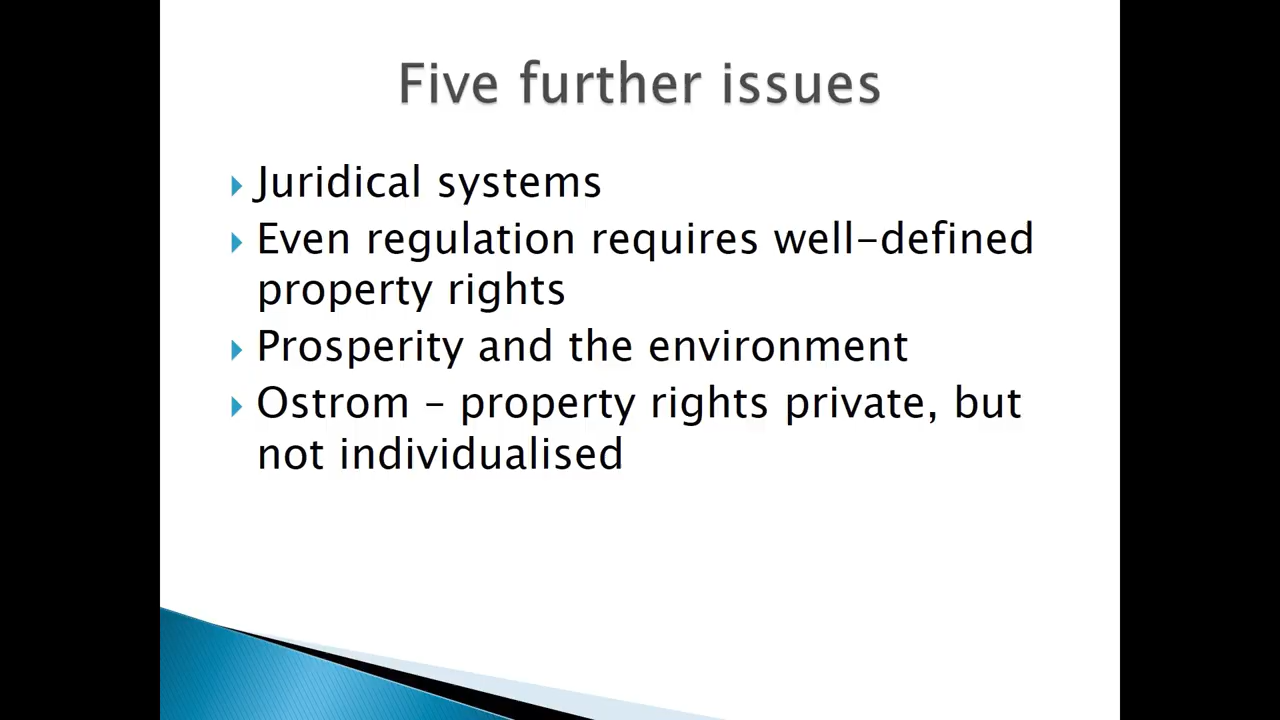 Five further issues
Juridical systems
Even regulation requires well-defined
property rights
Prosperity and the environment
Ostrom – property rights private, but
not individualised